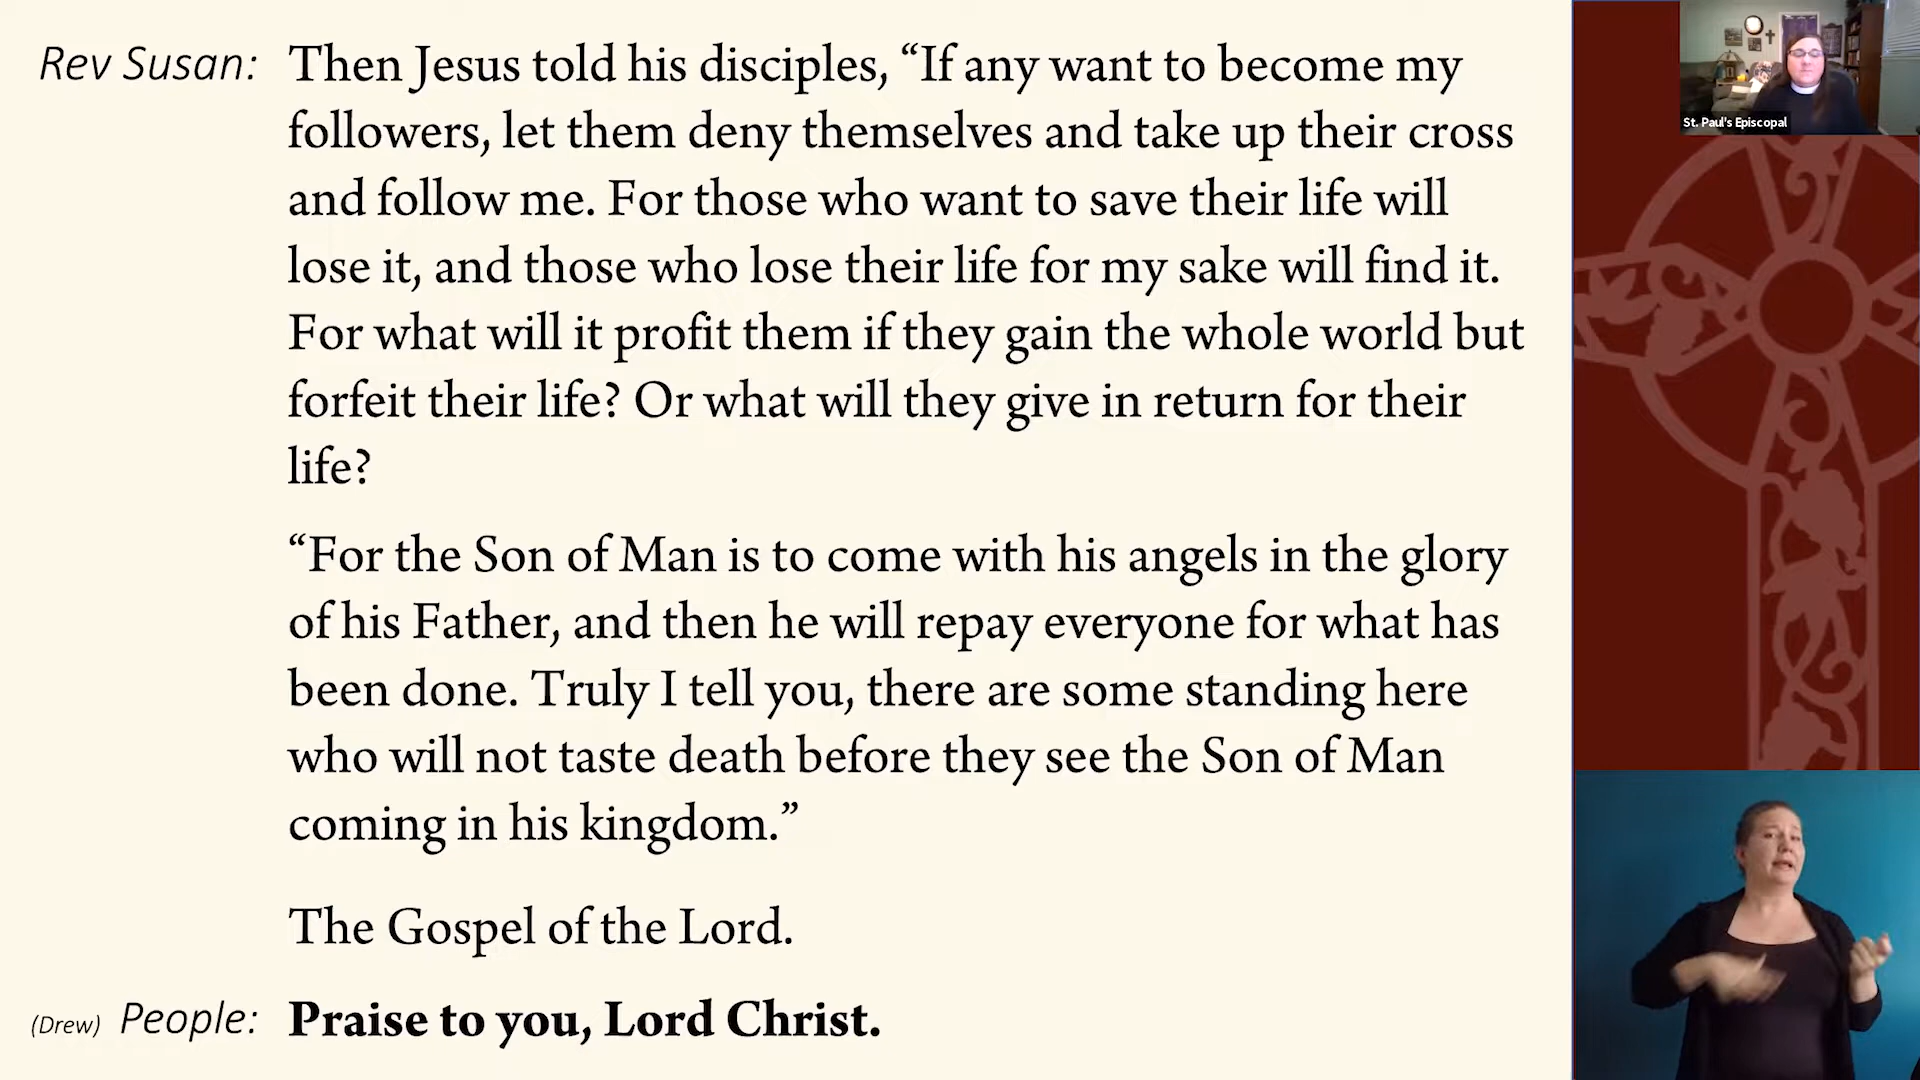 Rev Susan: Then Jesus told his disciples, “If any want to become my
followers, let them deny themselves and take up their cross
and follow me. For those who want to save their life will
lose it, and those who lose their life for my sake will find it.
For what will it profit them if they gain the whole world but
forfeit their life? Or what will they give in return for their
life?
“For the Son of Man is to come with his angels in the glory
of his Father, and then he will repay everyone for what has
been done. Truly I tell you, there are some standing here
who will not taste death before they see the Son of Man
coming in his kingdom.”
The Gospel of the Lord.
(Drew) People: Praise to you, Lord Christ.
St. Paul's Episcopal